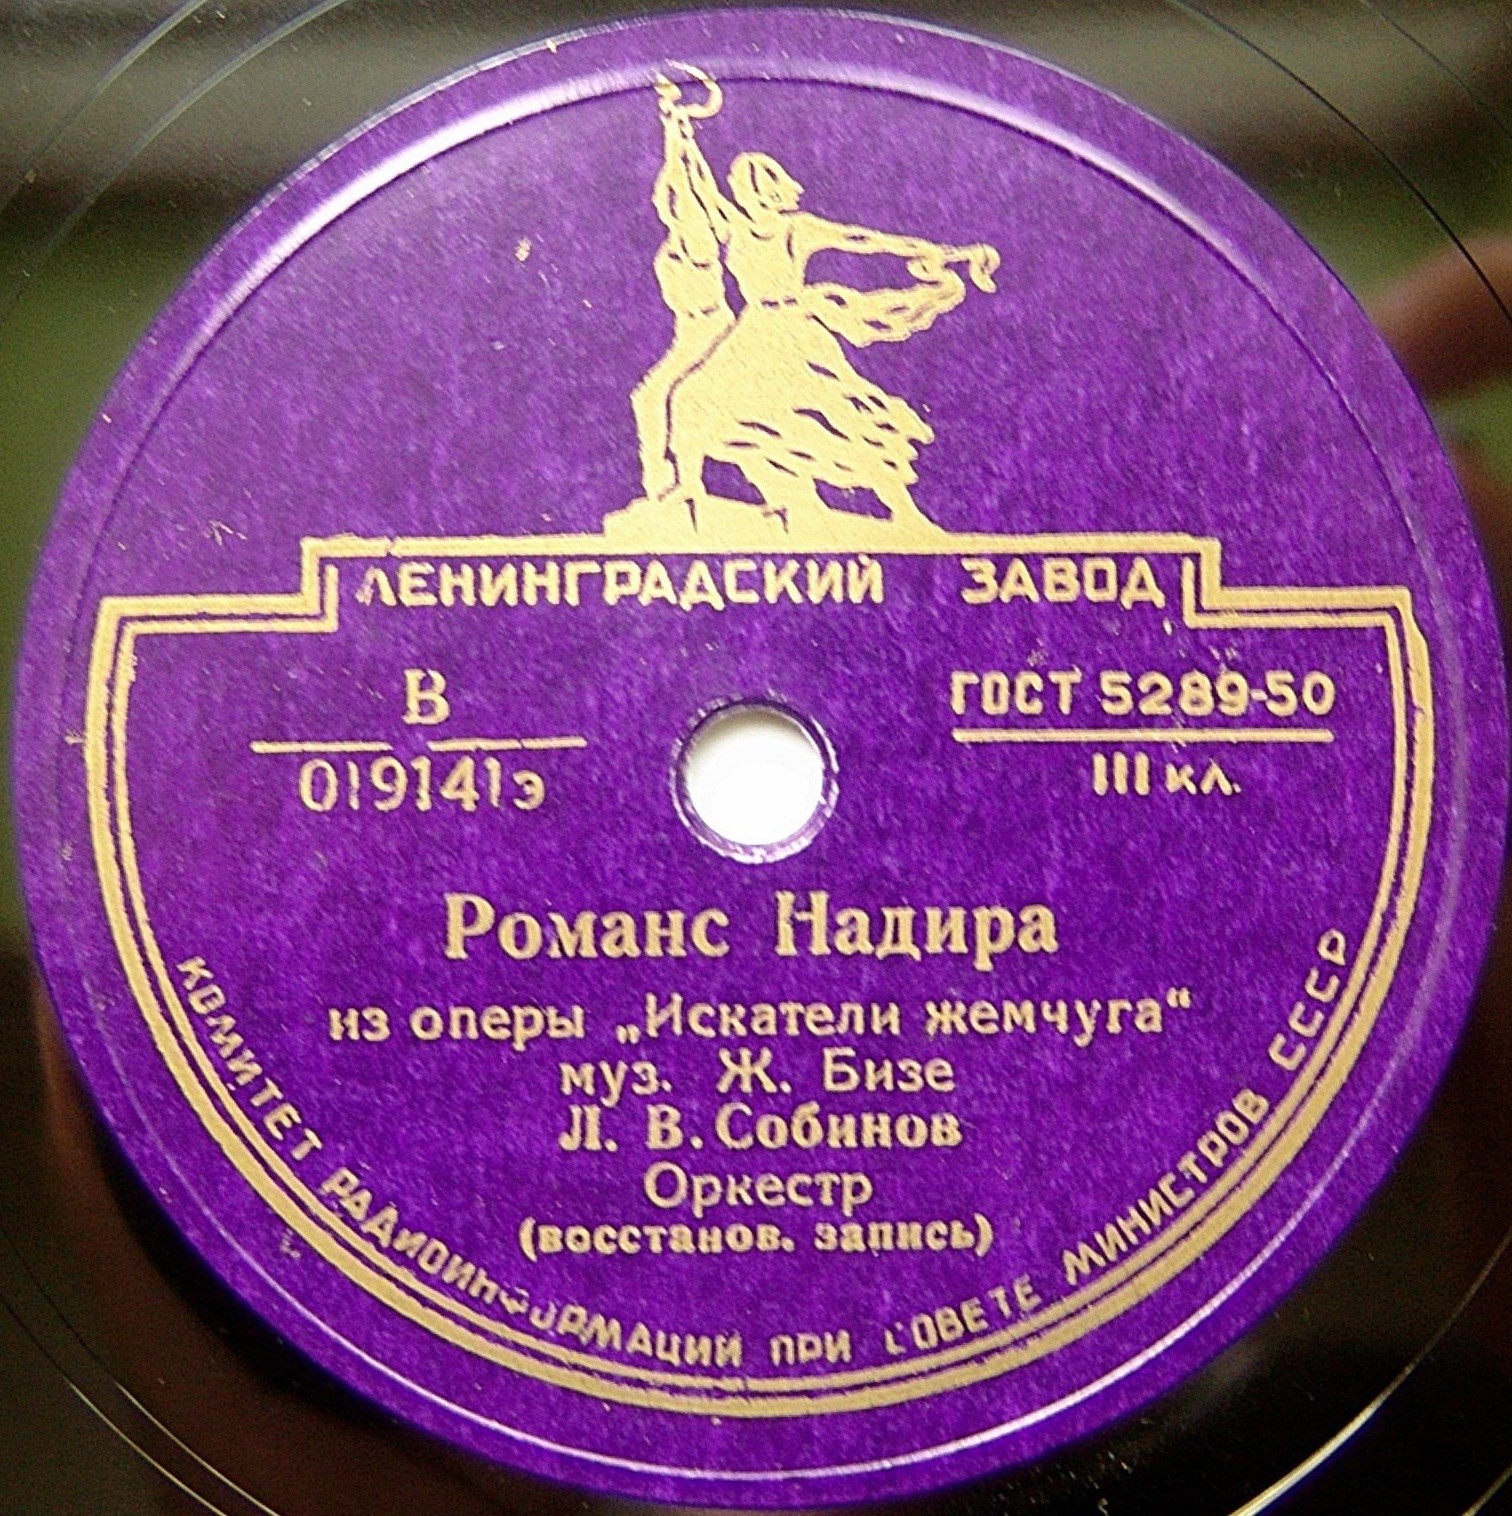 ЛЕНИНГРАДСКИЙ ЗАВОД
В
019141э
ГОСТ 5289-50
III кл.
Романс Надира
из оперы „Искатели жемчуга“
муз. Ж. Бизе
Л. В. Собинов
Оркестр
(восстанов. запись)
КОМИТЕТ РАДИОИНФОРМАЦИИ ПРИ СОВЕТЕ МИНИСТРОВ СССР